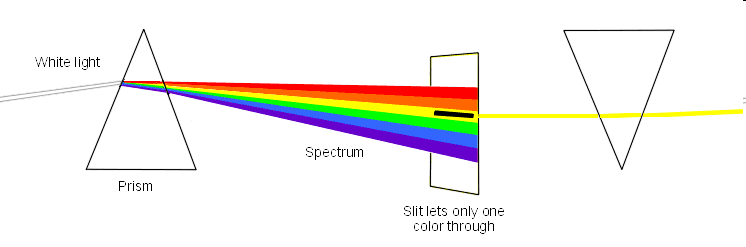 White light
Prism
Spectrum
Slit lets only one
color through